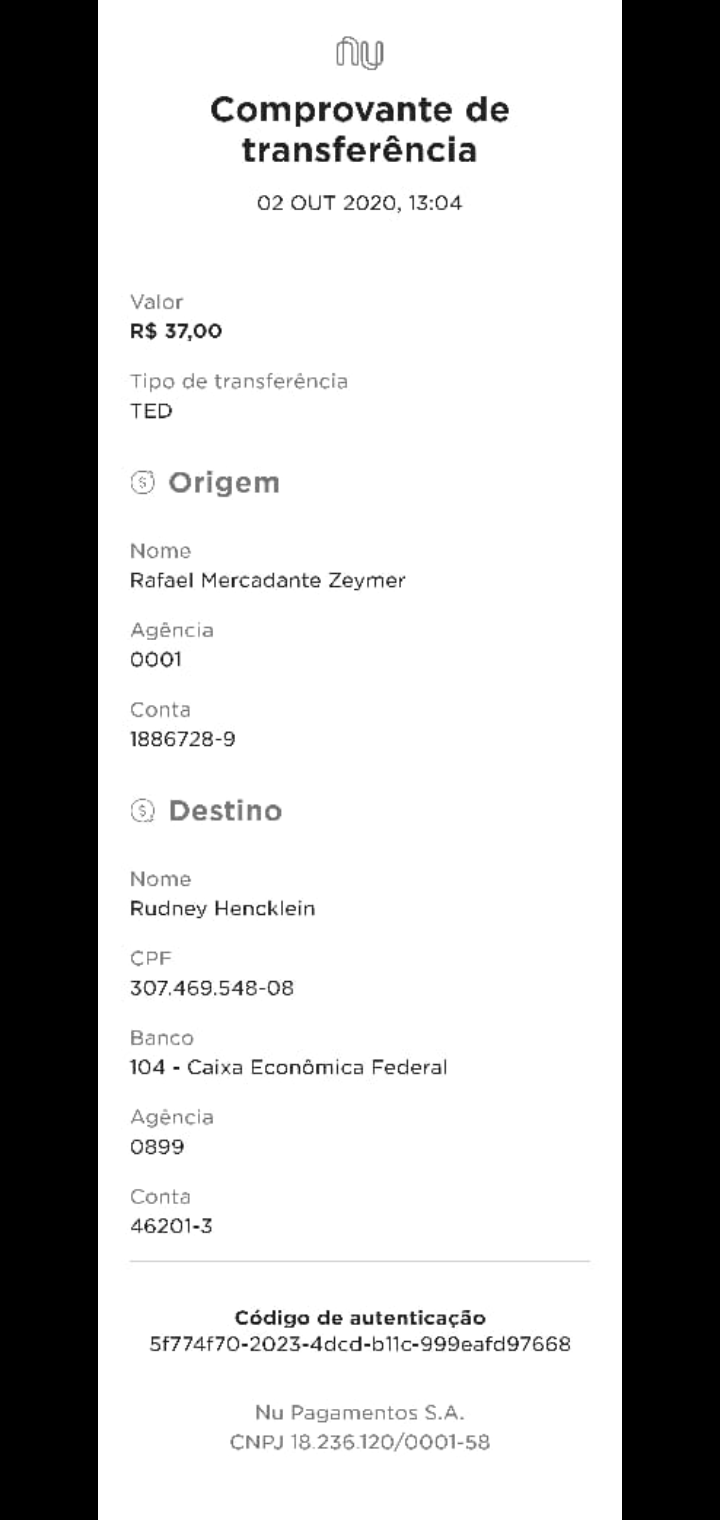 nu
Comprovante de
transferência
02 OUT 2020, 13:04
Valor
R$ 37,00
Tipo de transferência
TED
Origem
Nome
Rafael Mercadante Zeymer
Agência
0001
Conta
1886728-9
Destino
Nome
Rudney Hencklein
CPF
307.469.548-08
Banco
104 - Caixa Econômica Federal
Agência
0899
Conta
46201-3
Código de autenticação
5f774f70-2023-4dcd-b11c-999eafd97668
Nu Pagamentos S.A.
CNPJ 18.236.120/0001-58